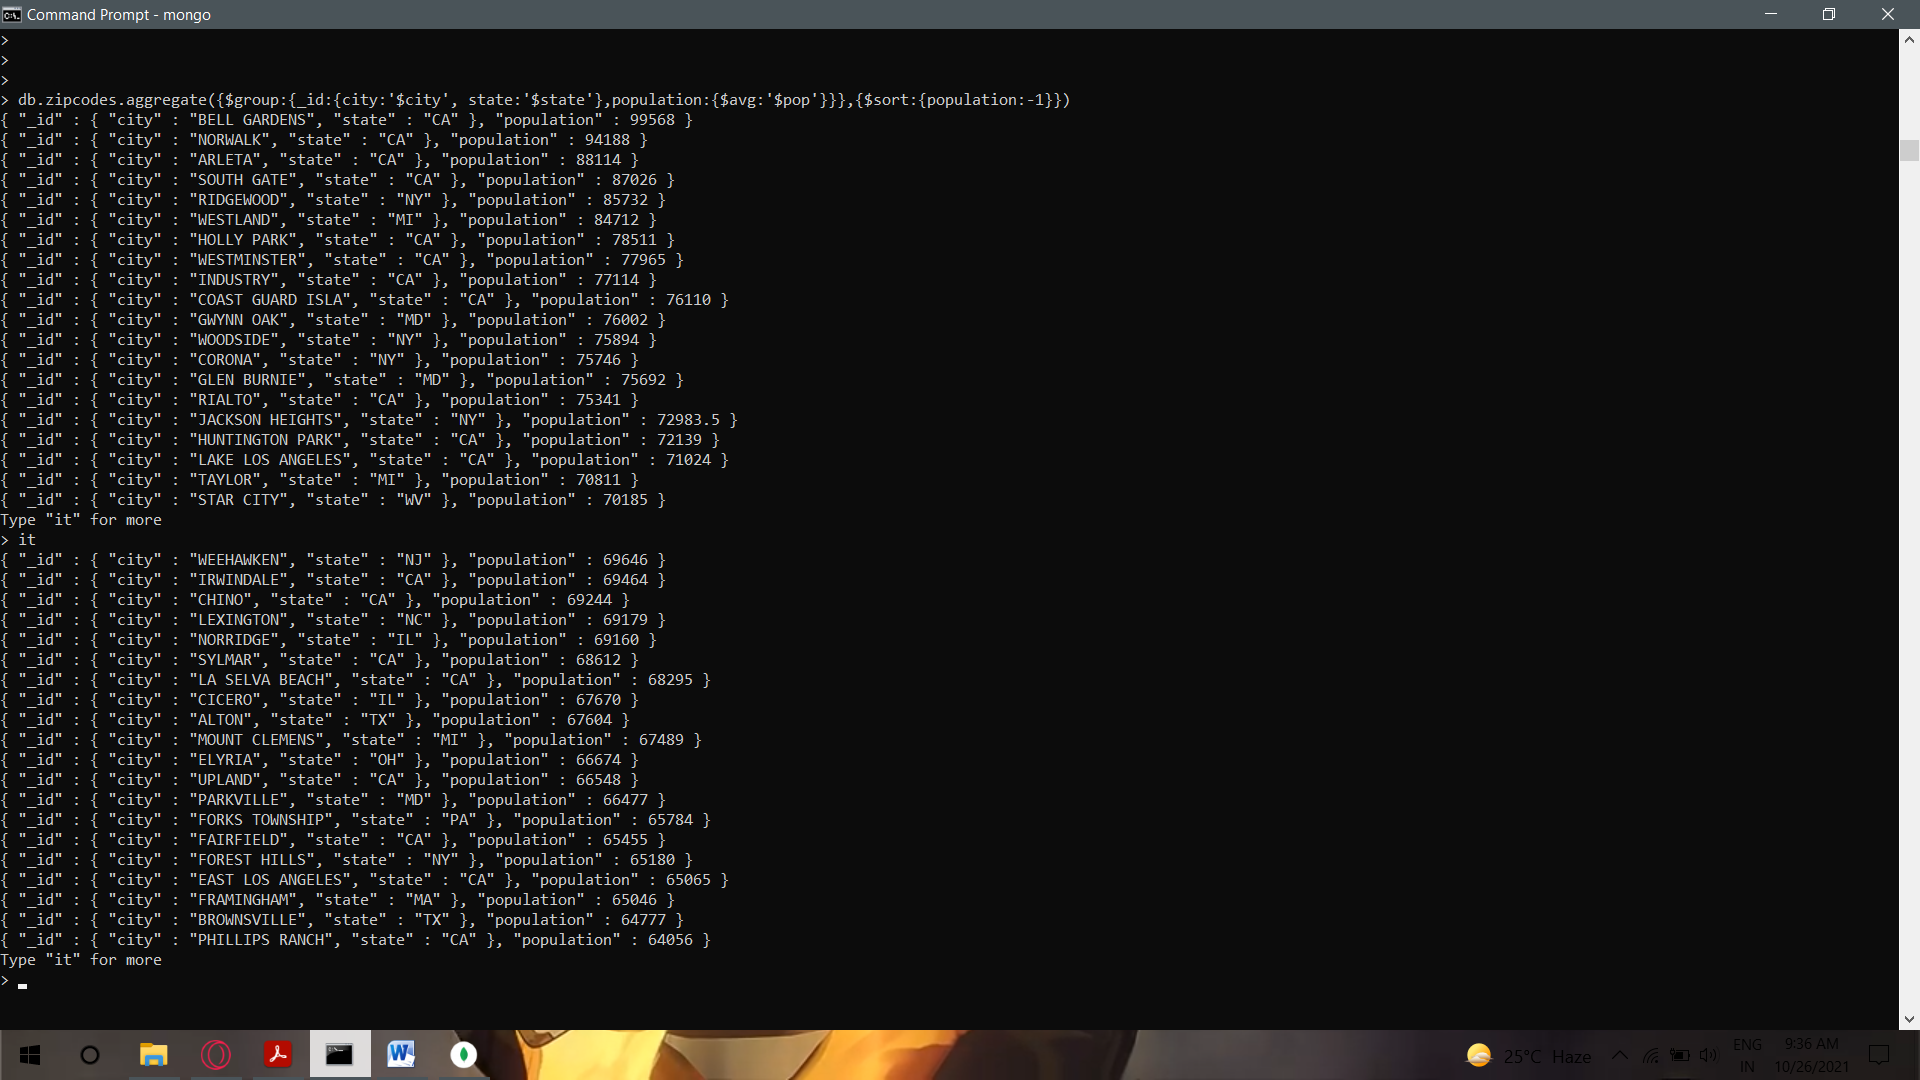 Command Prompt - mongo
>
>
>
> db.zipcodes.aggregate({$group:{_id:{city:'$city', state:'$state'},population:{$avg:'$pop'}}},{$sort:{population:-1}})
{ "_id" : { "city" : "BELL GARDENS", "state" : "CA" }, "population" : 99568 }
{ "_id" : { "city" : "NORWALK", "state" : "CA" }, "population" : 94188 }
{ "_id" : { "city" : "ARLETA", "state" : "CA" }, "population" : 88114 }
{ "_id" : { "city" : "SOUTH GATE", "state" : "CA" }, "population" : 87026 }
{ "_id" : { "city" : "RIDGEWOOD", "state" : "NY" }, "population" : 85732 }
{ "_id" : { "city" : "WESTLAND", "state" : "MI" }, "population" : 84712 }
{ "_id" : { "city" : "HOLLY PARK", "state" : "CA" }, "population" : 78511 }
{ "_id" : { "city" : "WESTMINSTER", "state" : "CA" }, "population" : 77965 }
{ "_id" : { "city" : "INDUSTRY", "state" : "CA" }, "population" : 77114 }
{ "_id" : { "city" : "COAST GUARD ISLA", "state" : "CA" }, "population" : 76110 }
{ "_id" : { "city" : "GWYNN OAK", "state" : "MD" }, "population" : 76002 }
{ "_id" : { "city" : "WOODSIDE", "state" : "NY" }, "population" : 75894 }
{ "_id" : { "city" : "CORONA", "state" : "NY" }, "population" : 75746 }
{ "_id" : { "city" : "GLEN BURNIE", "state" : "MD" }, "population" : 75692 }
{ "_id" : { "city" : "RIALTO", "state" : "CA" }, "population" : 75341 }
{ "_id" : { "city" : "JACKSON HEIGHTS", "state" : "NY" }, "population" : 72983.5 }
{ "_id" : { "city" : "HUNTINGTON PARK", "state" : "CA" }, "population" : 72139 }
{ "_id" : { "city" : "LAKE LOS ANGELES", "state" : "CA" }, "population" : 71024 }
{ "_id" : { "city" : "TAYLOR", "state" : "MI" }, "population" : 70811 }
{ "_id" : { "city" : "STAR CITY", "state" : "WV" }, "population" : 70185 }
Type "it" for more
> it
{ "_id" : { "city" : "WEEHAWKEN", "state" : "NJ" }, "population" : 69646 }
{ "_id" : { "city" : "IRWINDALE", "state" : "CA" }, "population" : 69464 }
{ "_id" : { "city" : "CHINO", "state" : "CA" }, "population" : 69244 }
{ "_id" : { "city" : "LEXINGTON", "state" : "NC" }, "population" : 69179 }
{ "_id" : { "city" : "NORRIDGE", "state" : "IL" }, "population" : 69160 }
{ "_id" : { "city" : "SYLMAR", "state" : "CA" }, "population" : 68612 }
{ "_id" : { "city" : "LA SELVA BEACH", "state" : "CA" }, "population" : 68295 }
{ "_id" : { "city" : "CICERO", "state" : "IL" }, "population" : 67670 }
{ "_id" : { "city" : "ALTON", "state" : "TX" }, "population" : 67604 }
{ "_id" : { "city" : "MOUNT CLEMENS", "state" : "MI" }, "population" : 67489 }
{ "_id" : { "city" : "ELYRIA", "state" : "OH" }, "population" : 66674 }
{ "_id" : { "city" : "UPLAND", "state" : "CA" }, "population" : 66548 }
{ "_id" : { "city" : "PARKVILLE", "state" : "MD" }, "population" : 66477 }
{ "_id" : { "city" : "FORKS TOWNSHIP", "state" : "PA" }, "population" : 65784 }
{ "_id" : { "city" : "FAIRFIELD", "state" : "CA" }, "population" : 65455 }
{ "_id" : { "city" : "FOREST HILLS", "state" : "NY" }, "population" : 65180 }
{ "_id" : { "city" : "EAST LOS ANGELES", "state" : "CA" }, "population" : 65065 }
{ "_id" : { "city" : "FRAMINGHAM", "state" : "MA" }, "population" : 65046 }
{ "_id" : { "city" : "BROWNSVILLE", "state" : "TX" }, "population" : 64777 }
{ "_id" : { "city" : "PHILLIPS RANCH", "state" : "CA" }, "population" : 64056 }
Type "it" for more
>
25°C Haze
ENG
IN
9:36 AM
10/26/2021